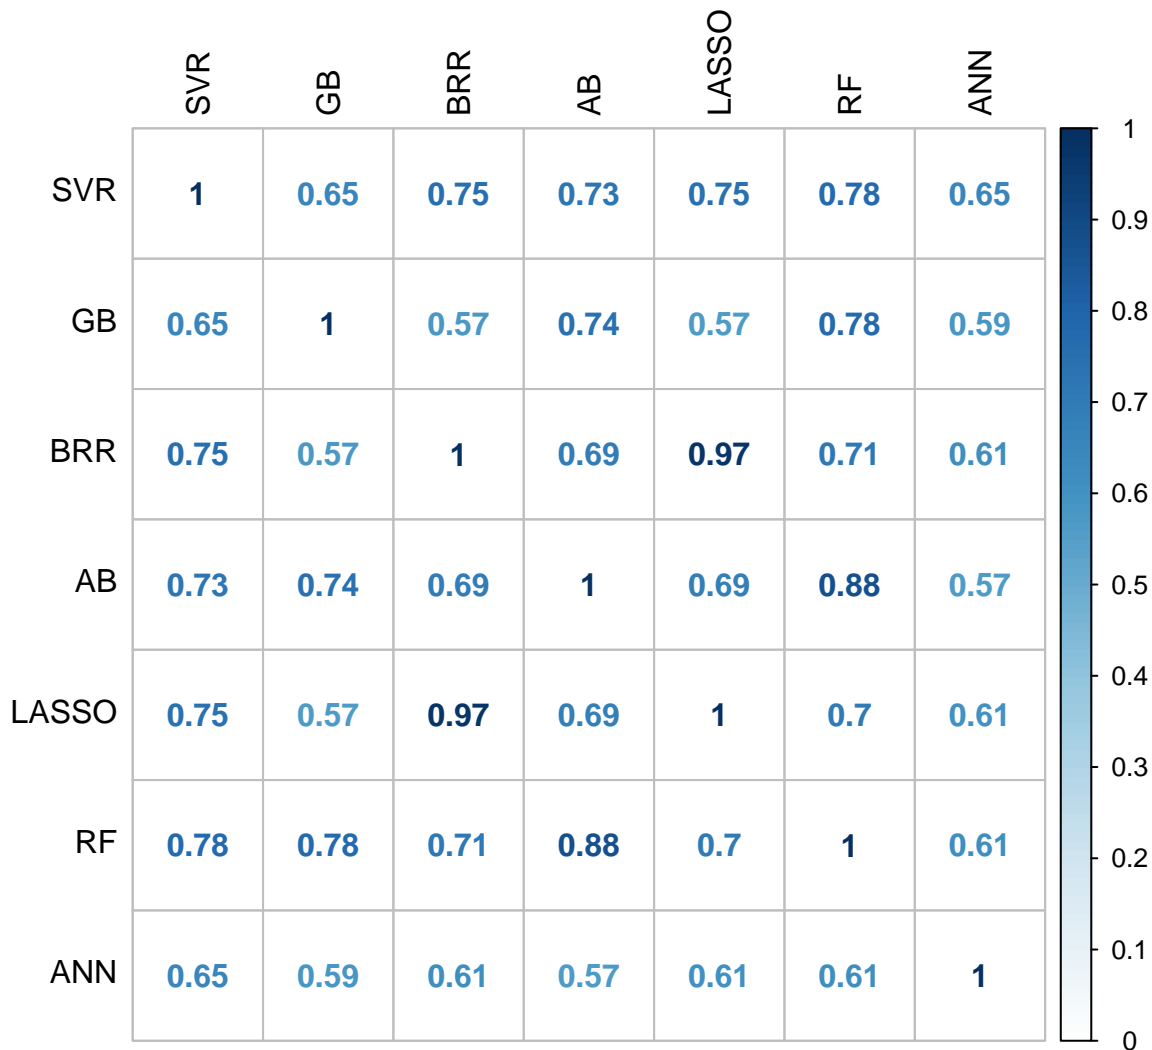 SVR GB BRR AB LASSO RF ANN
SVR 1 0.65 0.75 0.73 0.75 0.78 0.65
GB 0.65 1 0.57 0.74 0.57 0.78 0.59
BRR 0.75 0.57 1 0.69 0.97 0.71 0.61
AB 0.73 0.74 0.69 1 0.69 0.88 0.57
LASSO 0.75 0.57 0.97 0.69 1 0.7 0.61
RF 0.78 0.78 0.71 0.88 0.7 1 0.61
ANN 0.65 0.59 0.61 0.57 0.61 0.61 1
1
0.9
0.8
0.7
0.6
0.5
0.4
0.3
0.2
0.1
0